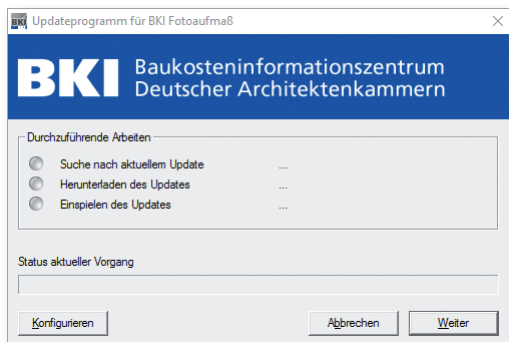 BKI Updateprogramm für BKI Fotoaufmaß
BKI Baukosteninformationszentrum
Deutscher Architektenkammern
Durchzuführende Arbeiten
Suche nach aktuellem Update ...
Herunterladen des Updates ...
Einspielen des Updates ...
Status aktueller Vorgang
Konfigurieren Abbrechen Weiter